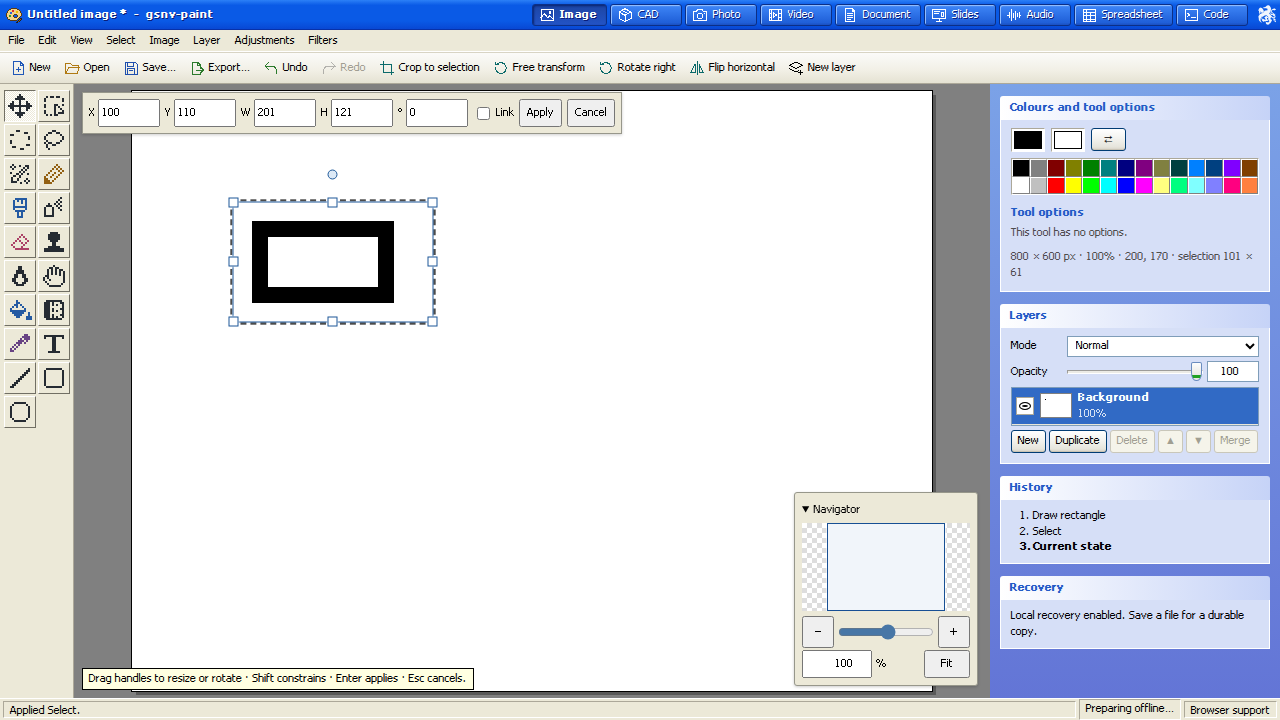 Untitled image * - gsnv-paint
Image
CAD
Photo
Video
Document
Slides
Audio
Spreadsheet
Code
File
Edit
View
Select
Image
Layer
Adjustments
Filters
New
Open
Save...
Export...
Undo
Redo
Crop to selection
Free transform
Rotate right
Flip horizontal
New layer
X 100
Y 110
W 201
H 121
° 0
Link
Apply
Cancel
Colours and tool options
Tool options
This tool has no options.
800 × 600 px · 100% · 200, 170 · selection 101 ×
61
Layers
Mode Normal
Opacity 100
Background
100%
New
Duplicate
Delete
Merge
History
1. Draw rectangle
2. Select
3. Current state
Recovery
Local recovery enabled. Save a file for a durable
copy.
▼ Navigator
− +
100 % Fit
Drag handles to resize or rotate · Shift constrains · Enter applies · Esc cancels.
Applied Select.
Preparing offline...
Browser support